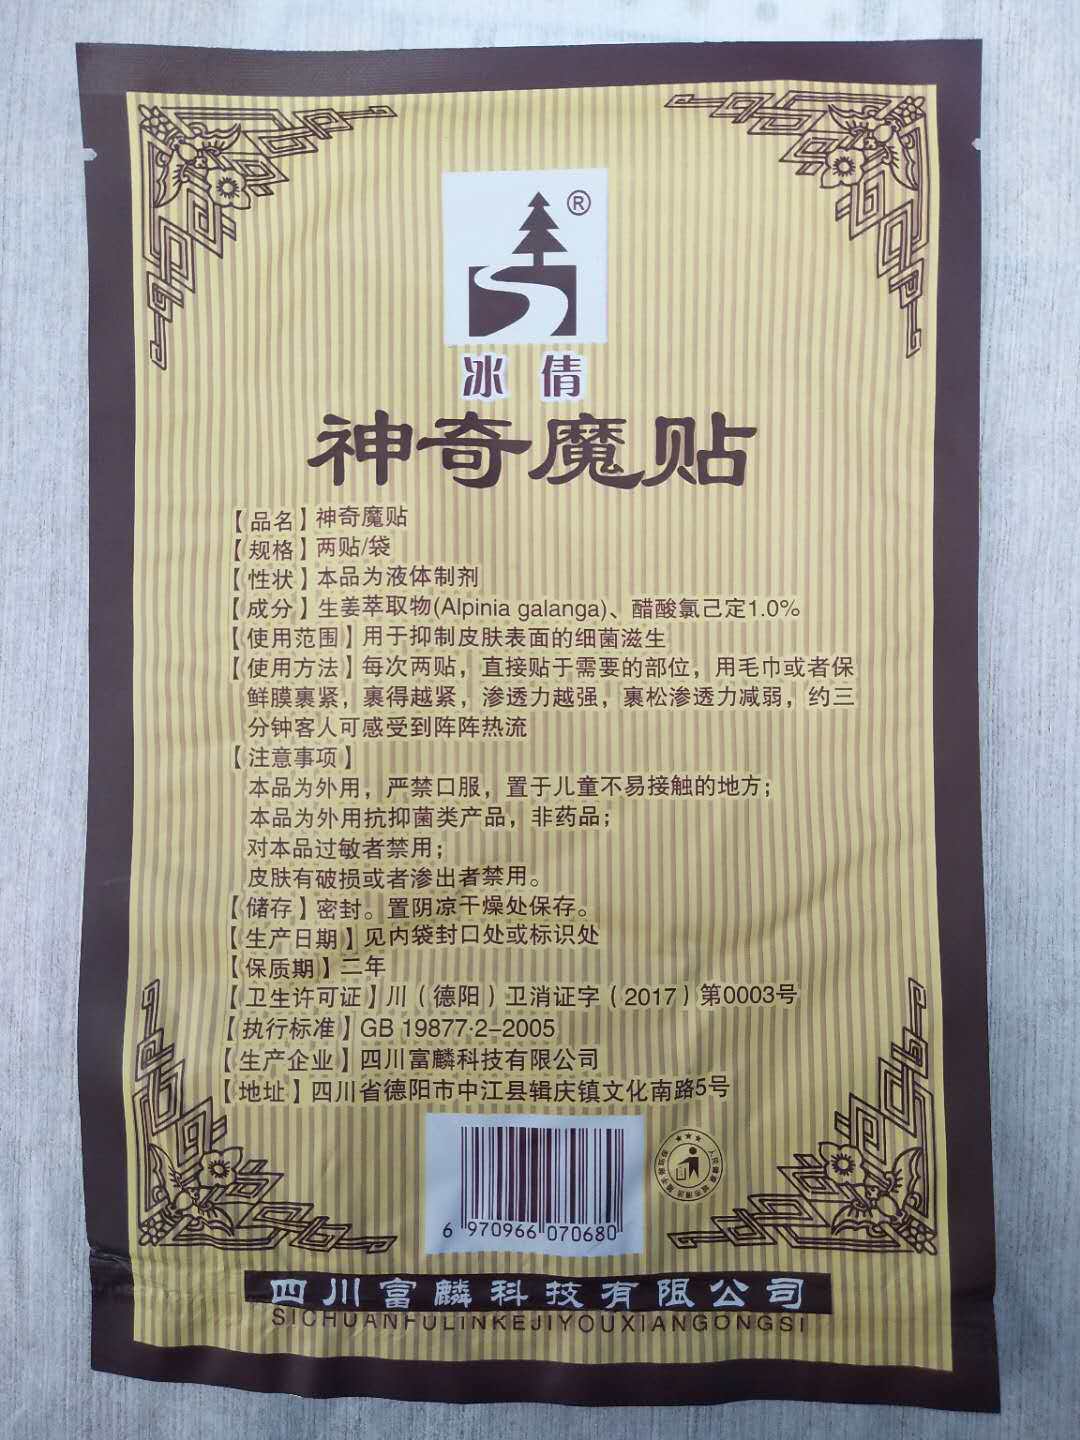 ®
冰倩
神奇魔贴
【品名】神奇魔贴
【规格】两贴/袋
【性状】本品为液体制剂
【成分】生姜萃取物(Alpinia galanga)、醋酸氯己定1.0%
【使用范围】用于抑制皮肤表面的细菌滋生
【使用方法】每次两贴，直接贴于需要的部位，用毛巾或者保
鲜膜裹紧，裹得越紧，渗透力越强，裹松渗透力减弱，约三
分钟客人可感受到阵阵热流
【注意事项】
本品为外用，严禁口服，置于儿童不易接触的地方；
本品为外用抗抑菌类产品，非药品；
对本品过敏者禁用；
皮肤有破损或者渗出者禁用。
【储存】密封。置阴凉干燥处保存。
【生产日期】见内袋封口处或标识处
【保质期】二年
【卫生许可证】川（德阳）卫消证字（2017）第0003号
【执行标准】GB 19877·2-2005
【生产企业】四川富麟科技有限公司
【地址】四川省德阳市中江县辑庆镇文化南路5号
6 970966 070680
四川富麟科技有限公司
SICHUANFULINKEJIYOUXIANGONGSI